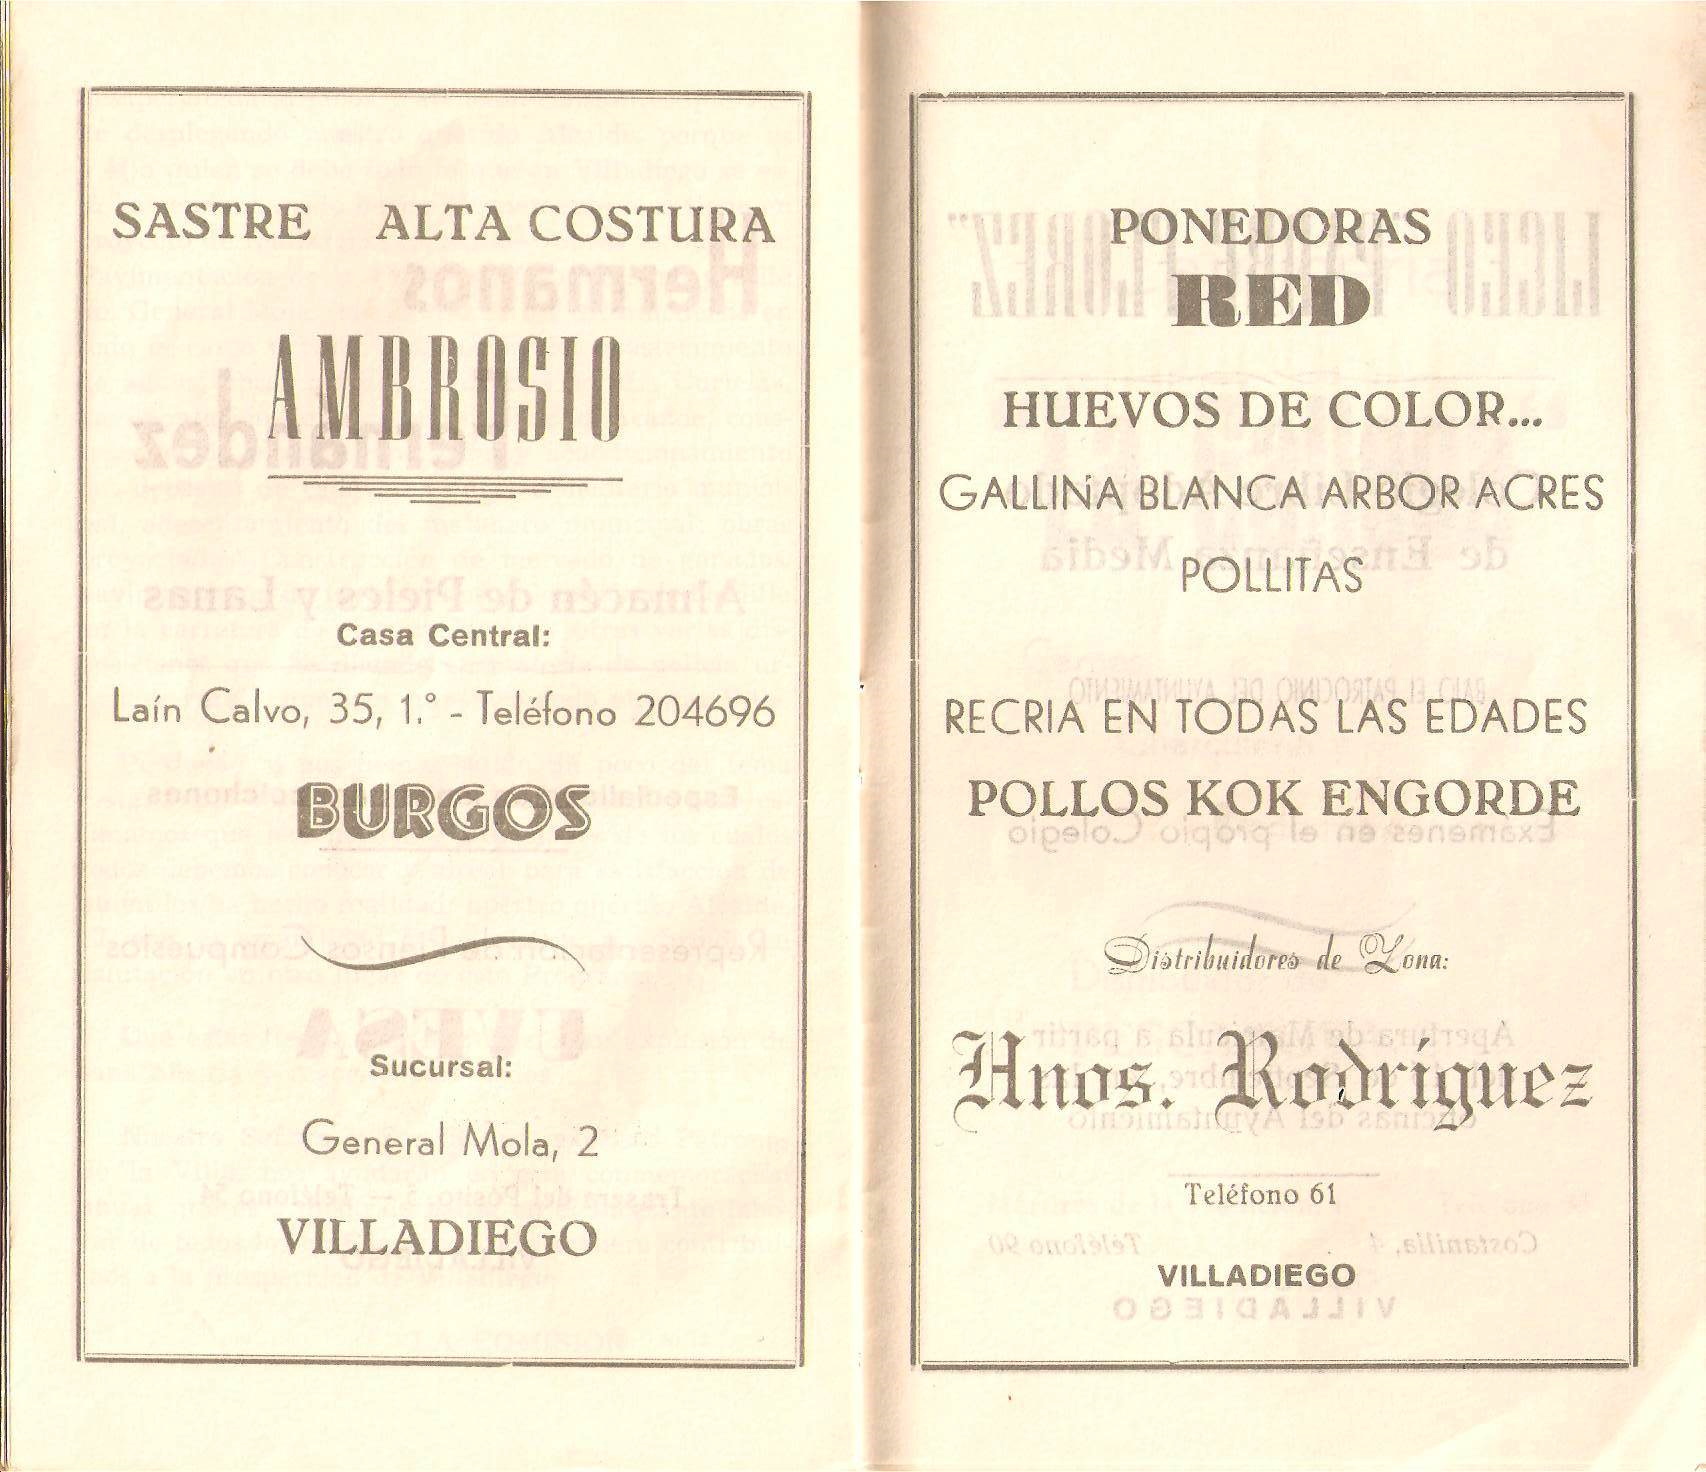 SASTRE ALTA COSTURA
AMBROSIO
Casa Central:
Laín Calvo, 35, 1.° - Teléfono 204696
BURGOS
Sucursal:
General Mola, 2
VILLADIEGO
PONEDORAS
RED
HUEVOS DE COLOR...
GALLINA BLANCA ARBOR ACRES
POLLITAS
RECRIA EN TODAS LAS EDADES
POLLOS KOK ENGORDE
Distribuidores de Zona:
Hnos. Rodríguez
Teléfono 61
VILLADIEGO